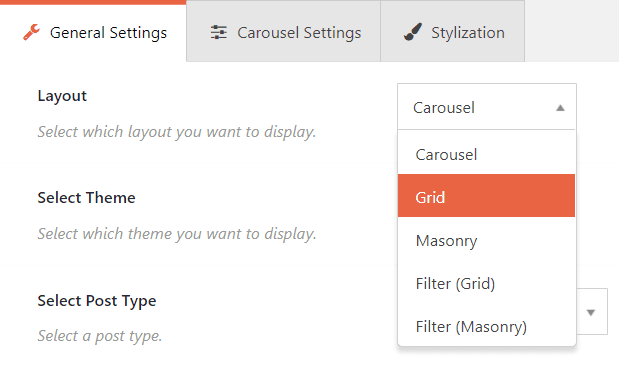 General Settings Carousel Settings Stylization
Layout Carousel
Select which layout you want to display.
Carousel
Grid
Select Theme
Select which theme you want to display.
Masonry
Filter (Grid)
Select Post Type
Select a post type.
Filter (Masonry)